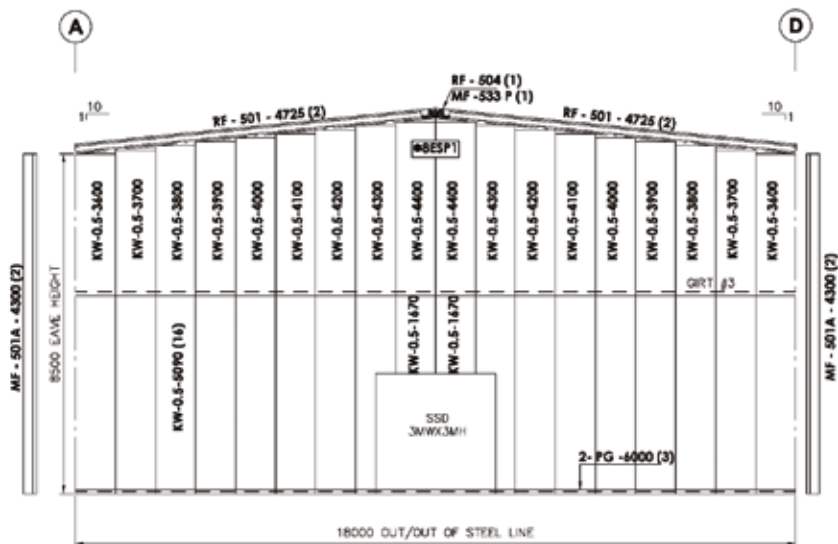 A
D
RF - 504 (1)
MF -533 P (1)
10
1
RF - 501 - 4725 (2)
RF - 501 - 4725 (2)
10
1
BESP1
KW-0.5-3600
KW-0.5-3700
KW-0.5-3800
KW-0.5-3900
KW-0.5-4000
KW-0.5-4100
KW-0.5-4200
KW-0.5-4300
KW-0.5-4400
KW-0.5-4400
KW-0.5-4300
KW-0.5-4200
KW-0.5-4100
KW-0.5-4000
KW-0.5-3900
KW-0.5-3800
KW-0.5-3700
KW-0.5-3600
MF - 501A - 4300 (2)
8500 EAVE HEIGHT
GIRT #3
MF - 501A - 4300 (2)
KW-0.5-5090 (16)
KW-0.5-1670
KW-0.5-1670
SSD
3MWX3MH
2- PG -6000 (3)
18000 OUT/OUT OF STEEL LINE